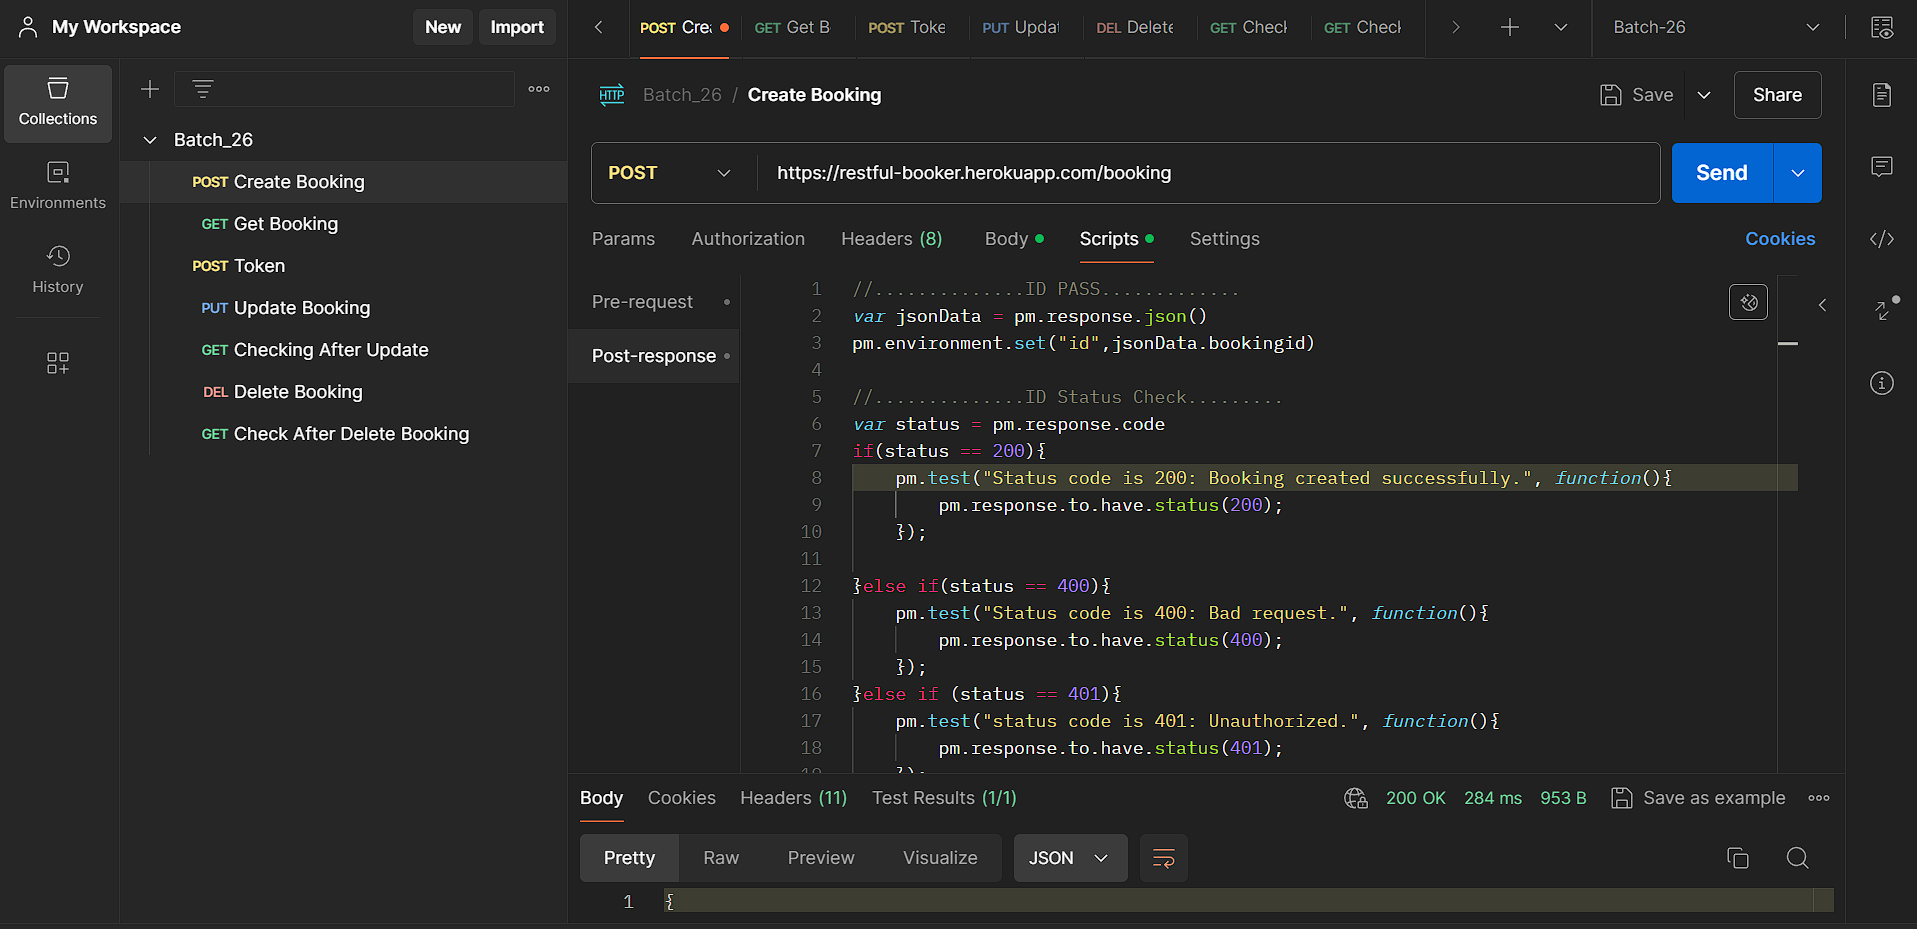 My Workspace
New
Import
POST Crea
GET Get B
POST Toke
PUT Updat
DEL Delete
GET Check
GET Check
Batch-26
Collections
Environments
History
Batch_26
POST Create Booking
GET Get Booking
POST Token
PUT Update Booking
GET Checking After Update
DEL Delete Booking
GET Check After Delete Booking
HTTP Batch_26 / Create Booking
Save
Share
POST
https://restful-booker.herokuapp.com/booking
Send
Params Authorization Headers (8) Body Scripts Settings
Cookies
Pre-request
Post-response
1 //..............ID PASS.............
2 var jsonData = pm.response.json()
3 pm.environment.set("id",jsonData.bookingid)
4
5 //..............ID Status Check.........
6 var status = pm.response.code
7 if(status == 200){
8 pm.test("Status code is 200: Booking created successfully.", function(){
9 pm.response.to.have.status(200);
10 });
11
12 }else if(status == 400){
13 pm.test("Status code is 400: Bad request.", function(){
14 pm.response.to.have.status(400);
15 });
16 }else if (status == 401){
17 pm.test("status code is 401: Unauthorized.", function(){
18 pm.response.to.have.status(401);
19 });
Body Cookies Headers (11) Test Results (1/1)
200 OK 284 ms 953 B Save as example
Pretty Raw Preview Visualize JSON
1 {